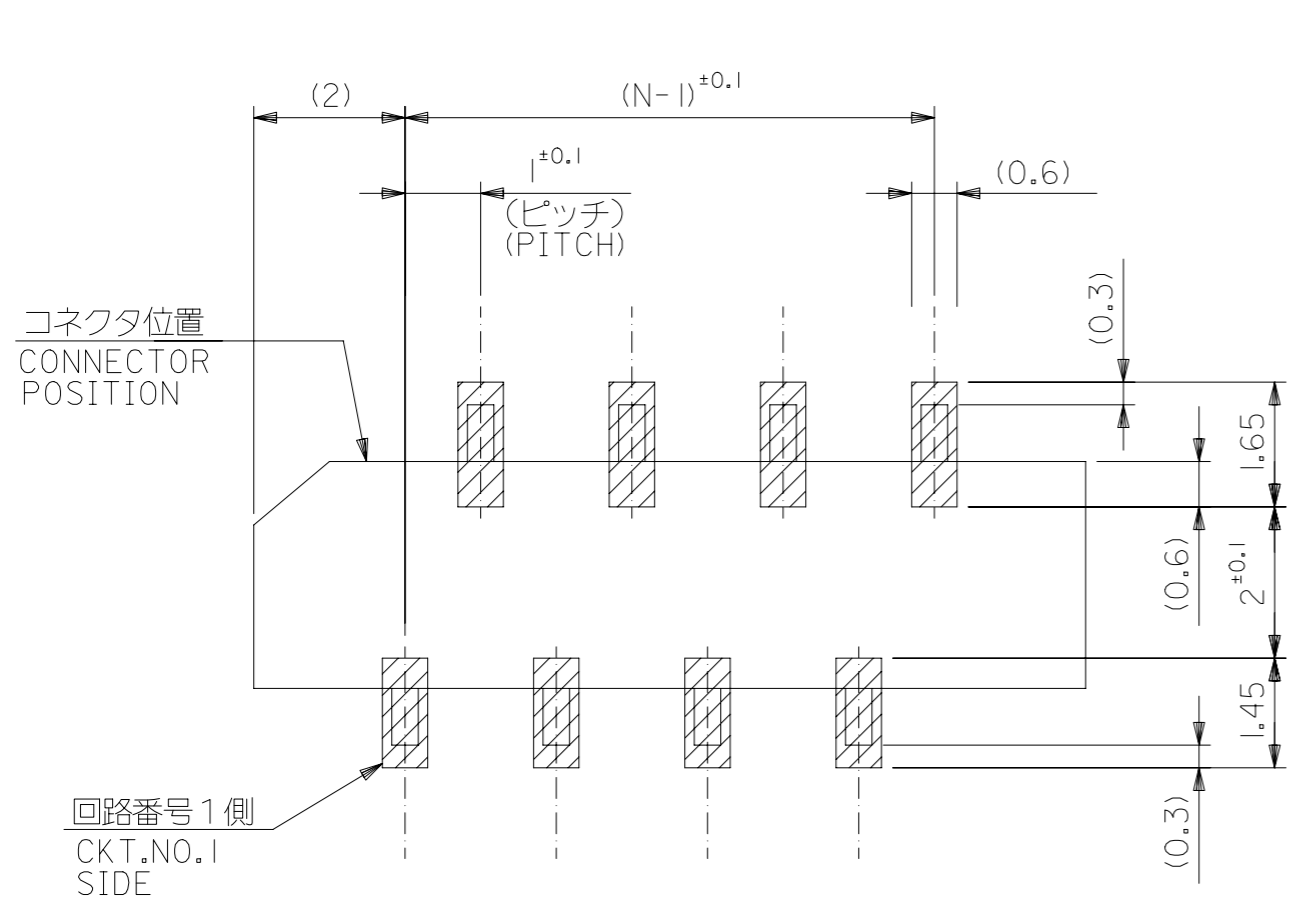 (2)
(N-1)±0.1
1±0.1
(ピッチ)
(PITCH)
(0.6)
(0.3)
コネクタ位置
CONNECTOR
POSITION
1.65
(0.6)
2±0.1
1.45
(0.3)
回路番号1側
CKT.NO.1
SIDE